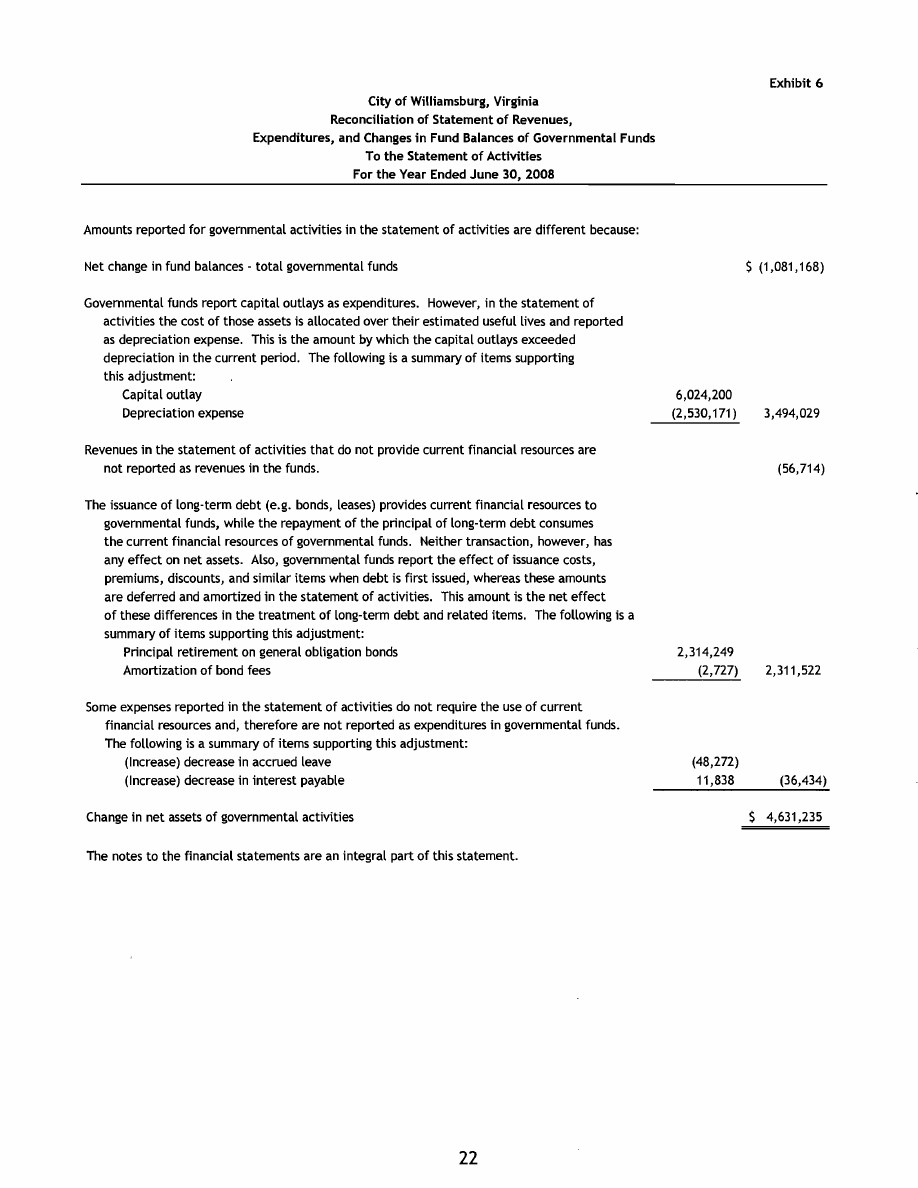 Exhibit 6
City of Williamsburg, Virginia
Reconciliation of Statement of Revenues,
Expenditures, and Changes in Fund Balances of Governmental Funds
To the Statement of Activities
For the Year Ended June 30, 2008
Amounts reported for governmental activities in the statement of activities are different because:
Net change in fund balances - total governmental funds $ (1,081,168)
Governmental funds report capital outlays as expenditures. However, in the statement of
activities the cost of those assets is allocated over their estimated useful lives and reported
as depreciation expense. This is the amount by which the capital outlays exceeded
depreciation in the current period. The following is a summary of items supporting
this adjustment:
Capital outlay 6,024,200
Depreciation expense (2,530,171) 3,494,029
Revenues in the statement of activities that do not provide current financial resources are
not reported as revenues in the funds. (56,714)
The issuance of long-term debt (e.g. bonds, leases) provides current financial resources to
governmental funds, while the repayment of the principal of long-term debt consumes
the current financial resources of governmental funds. Neither transaction, however, has
any effect on net assets. Also, governmental funds report the effect of issuance costs,
premiums, discounts, and similar items when debt is first issued, whereas these amounts
are deferred and amortized in the statement of activities. This amount is the net effect
of these differences in the treatment of long-term debt and related items. The following is a
summary of items supporting this adjustment:
Principal retirement on general obligation bonds 2,314,249
Amortization of bond fees (2,727) 2,311,522
Some expenses reported in the statement of activities do not require the use of current
financial resources and, therefore are not reported as expenditures in governmental funds.
The following is a summary of items supporting this adjustment:
(Increase) decrease in accrued leave (48,272)
(Increase) decrease in interest payable 11,838 (36,434)
Change in net assets of governmental activities $ 4,631,235
The notes to the financial statements are an integral part of this statement.
22